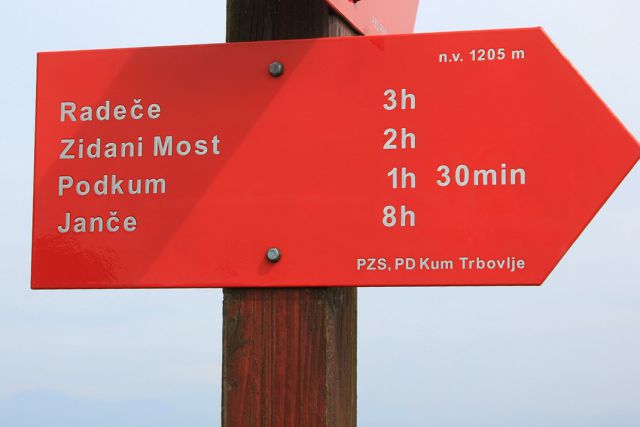 n.v. 1205 m
Radeče 3h
Zidani Most 2h
Podkum 1h 30min
Janče 8h
PZS, PD Kum Trbovlje